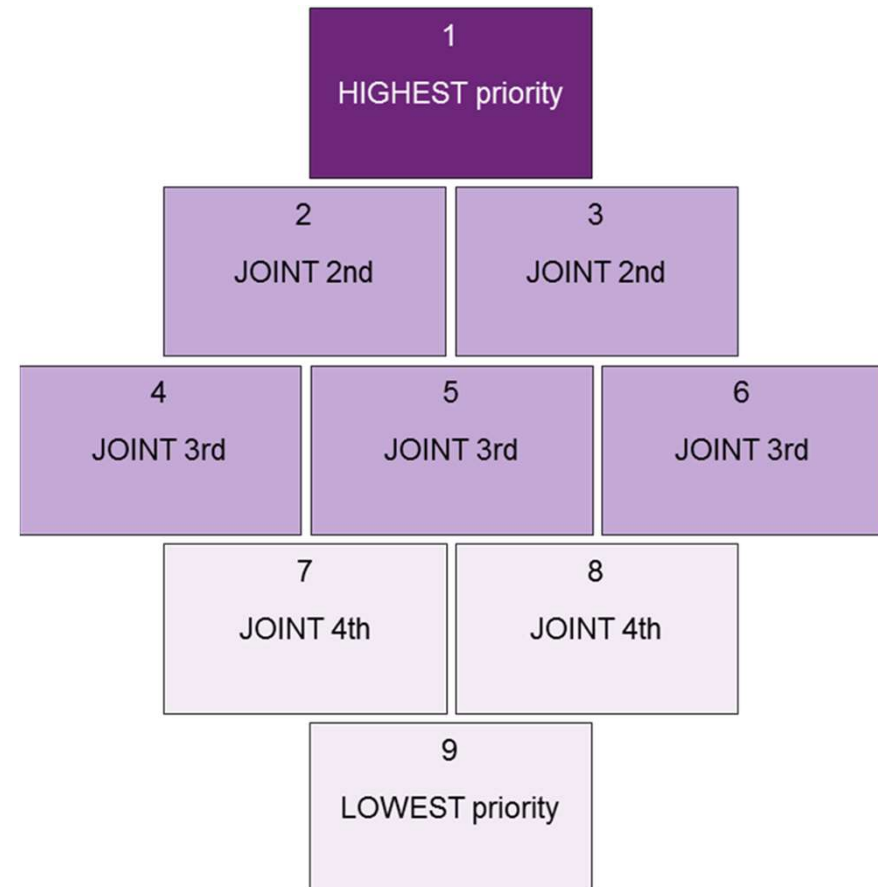 1
HIGHEST priority
2
JOINT 2nd
3
JOINT 2nd
4
JOINT 3rd
5
JOINT 3rd
6
JOINT 3rd
7
JOINT 4th
8
JOINT 4th
9
LOWEST priority